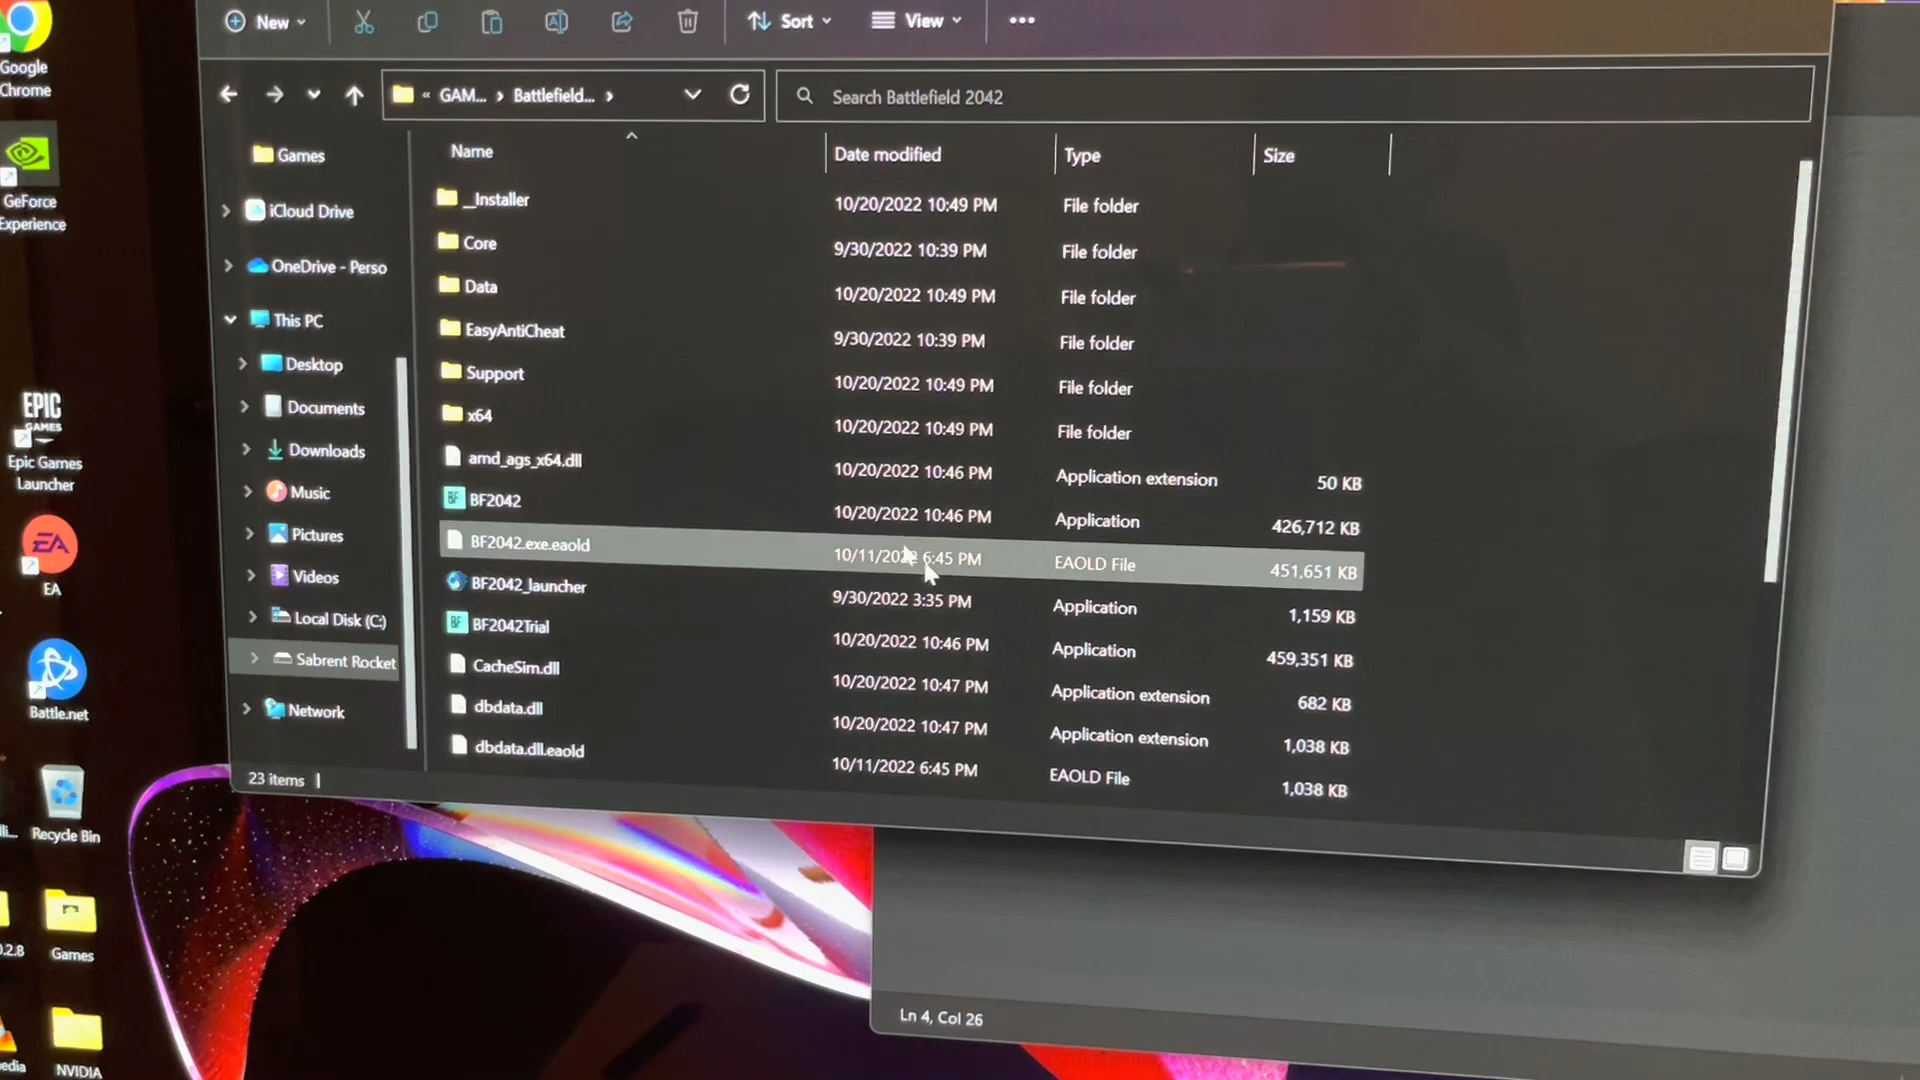 New
Sort
View
GAM... › Battlefield... ›
Search Battlefield 2042
Name
Date modified
Type
Size
__Installer
10/20/2022 10:49 PM
File folder
Core
9/30/2022 10:39 PM
File folder
Data
10/20/2022 10:49 PM
File folder
EasyAntiCheat
9/30/2022 10:39 PM
File folder
Support
10/20/2022 10:49 PM
File folder
x64
10/20/2022 10:49 PM
File folder
amd_ags_x64.dll
10/20/2022 10:46 PM
Application extension
50 KB
BF2042
10/20/2022 10:46 PM
Application
426,712 KB
BF2042.exe.eaold
10/11/2022 6:45 PM
EAOLD File
451,651 KB
BF2042_launcher
9/30/2022 3:35 PM
Application
1,159 KB
BF2042Trial
10/20/2022 10:46 PM
Application
459,351 KB
CacheSim.dll
10/20/2022 10:47 PM
Application extension
682 KB
dbdata.dll
10/20/2022 10:47 PM
Application extension
1,038 KB
dbdata.dll.eaold
10/11/2022 6:45 PM
EAOLD File
1,038 KB
Games
iCloud Drive
OneDrive - Perso
This PC
Desktop
Documents
Downloads
Music
Pictures
Videos
Local Disk (C:)
Sabrent Rocket
Network
23 items
Google
Chrome
GeForce
Experience
EPIC
GAMES
Epic Games
Launcher
EA
EA
Battle.net
Recycle Bin
Games
NVIDIA
0.2.8
Ln 4, Col 26